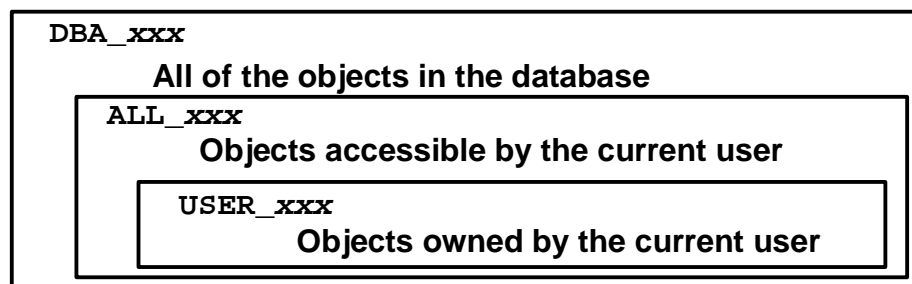 DBA_xxx
All of the objects in the database
ALL_xxx
Objects accessible by the current user
USER_xxx
Objects owned by the current user